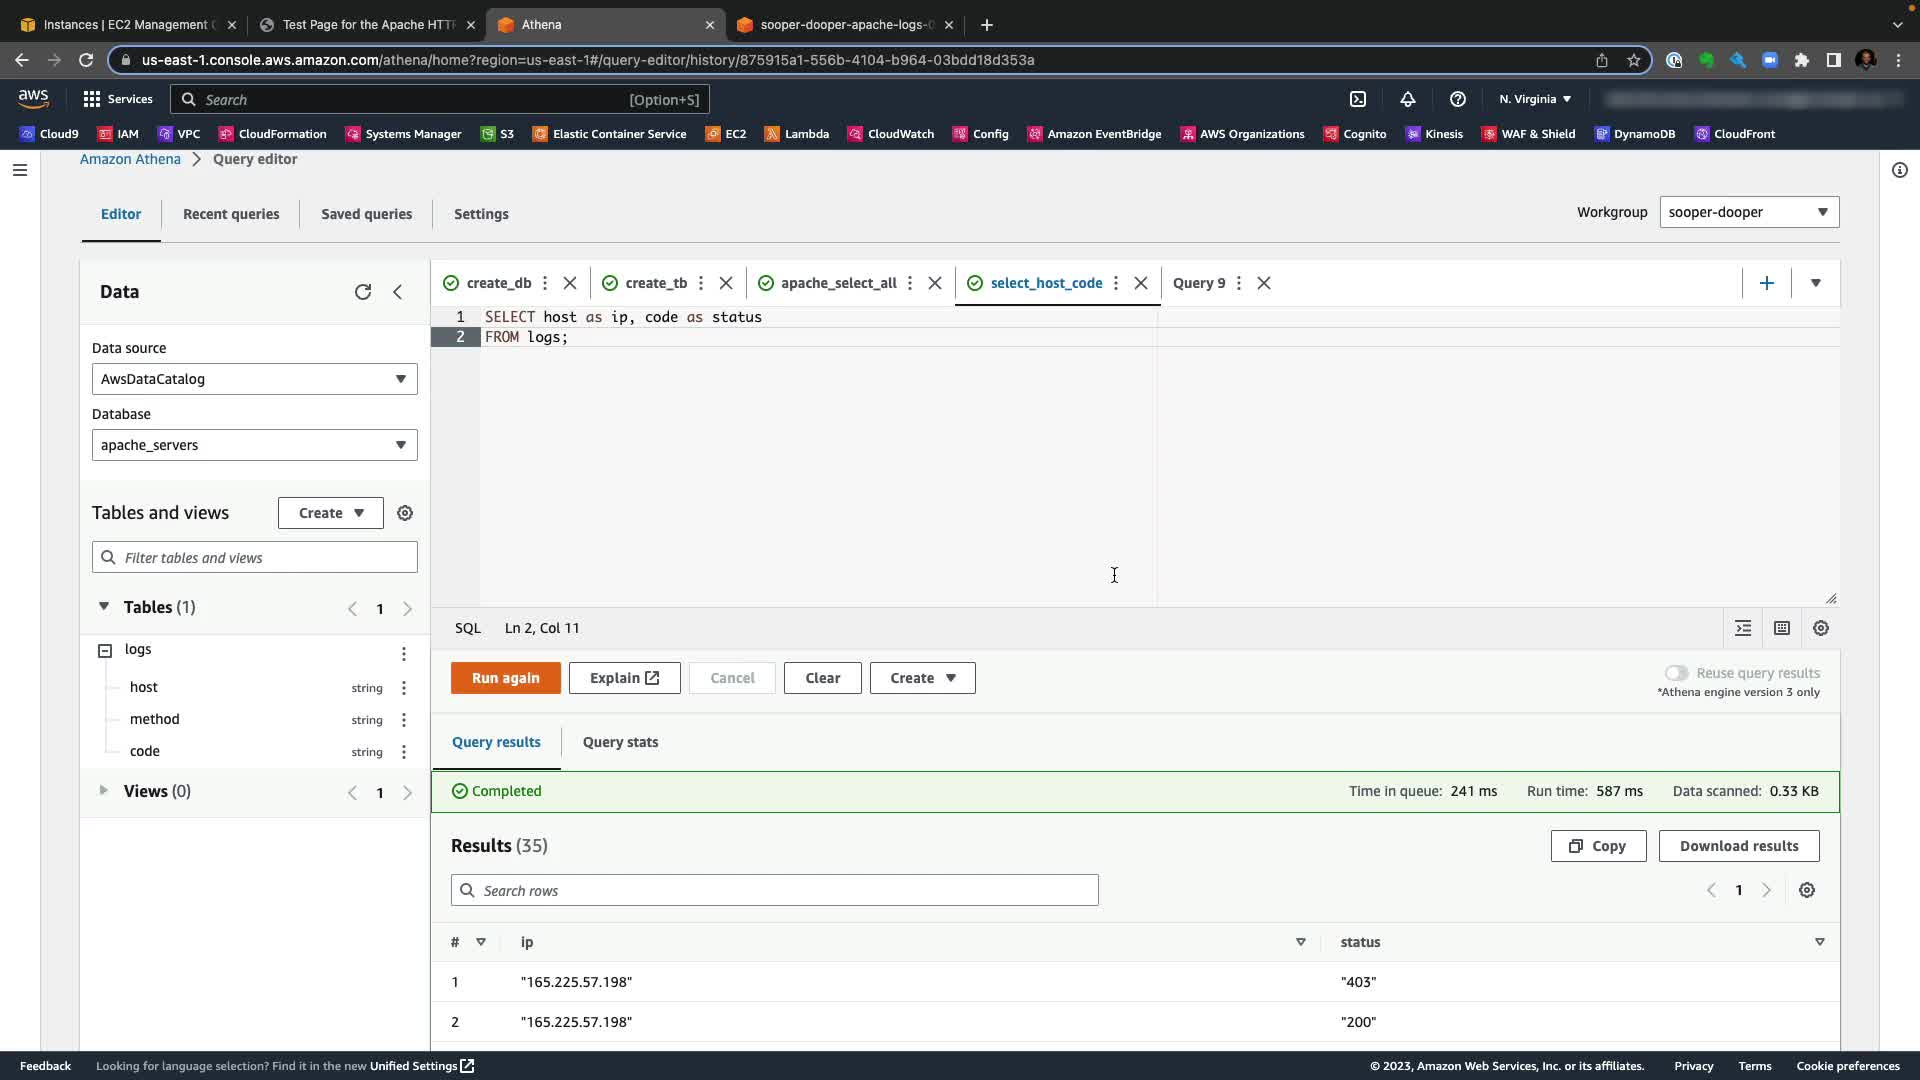 Instances | EC2 Management C
Test Page for the Apache HTT
Athena
sooper-dooper-apache-logs-0
us-east-1.console.aws.amazon.com/athena/home?region=us-east-1#/query-editor/history/875915a1-556b-4104-b964-03bdd18d353a
aws
Services
Search
[Option+S]
N. Virginia
Cloud9
IAM
VPC
CloudFormation
Systems Manager
S3
Elastic Container Service
EC2
Lambda
CloudWatch
Config
Amazon EventBridge
AWS Organizations
Cognito
Kinesis
WAF & Shield
DynamoDB
CloudFront
Amazon Athena
Query editor
Editor
Recent queries
Saved queries
Settings
Workgroup
sooper-dooper
Data
Data source
AwsDataCatalog
Database
apache_servers
Tables and views
Create
Filter tables and views
Tables (1)
1
logs
host string
method string
code string
Views (0)
1
create_db
create_tb
apache_select_all
select_host_code
Query 9
1 SELECT host as ip, code as status
2 FROM logs;
SQL
Ln 2, Col 11
Run again
Explain
Cancel
Clear
Create
Reuse query results
*Athena engine version 3 only
Query results
Query stats
Completed
Time in queue: 241 ms
Run time: 587 ms
Data scanned: 0.33 KB
Results (35)
Copy
Download results
Search rows
1
# ip status
1 "165.225.57.198" "403"
2 "165.225.57.198" "200"
Feedback
Looking for language selection? Find it in the new Unified Settings
© 2023, Amazon Web Services, Inc. or its affiliates.
Privacy
Terms
Cookie preferences